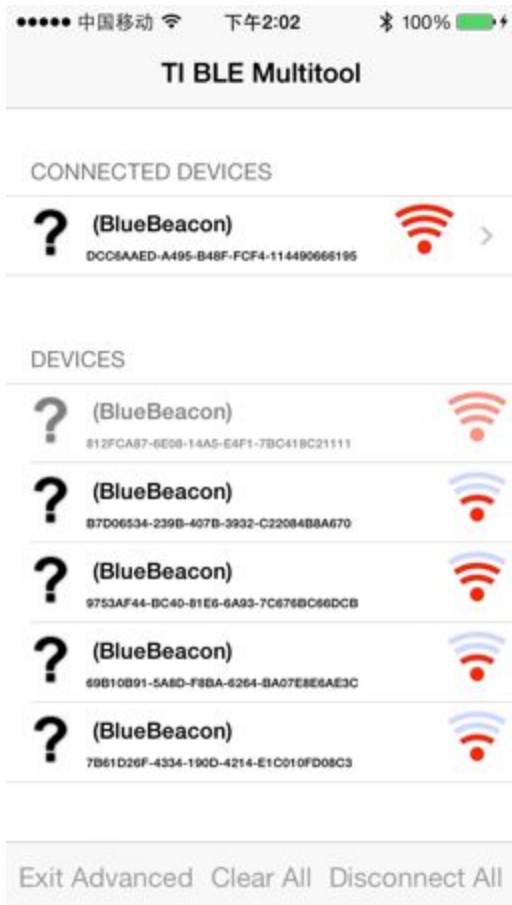 中国移动 下午2:02 100%
TI BLE Multitool
CONNECTED DEVICES
? (BlueBeacon)
DCC6AAED-A495-B48F-FCF4-114490666195
DEVICES
? (BlueBeacon)
812FCA87-6E08-14A5-E4F1-7BC418C21111
? (BlueBeacon)
B7D06534-239B-407B-3932-C22084B8A670
? (BlueBeacon)
9753AF44-BC40-81E6-6A93-7C676BC66DCB
? (BlueBeacon)
69B10B91-5A8D-F8BA-6264-BA07E8E6AE3C
? (BlueBeacon)
7B61D26F-4334-190D-4214-E1C010FD08C3
Exit Advanced Clear All Disconnect All